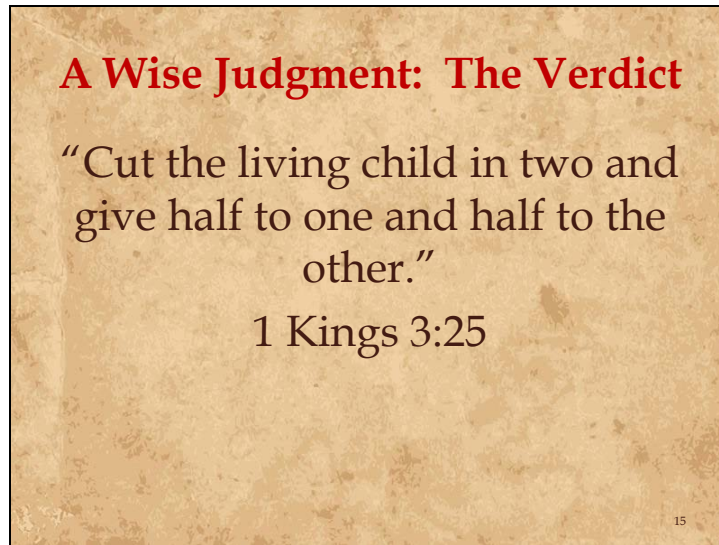 A Wise Judgment:  The Verdict
“Cut the living child in two and
give half to one and half to the
other.”
1 Kings 3:25
15